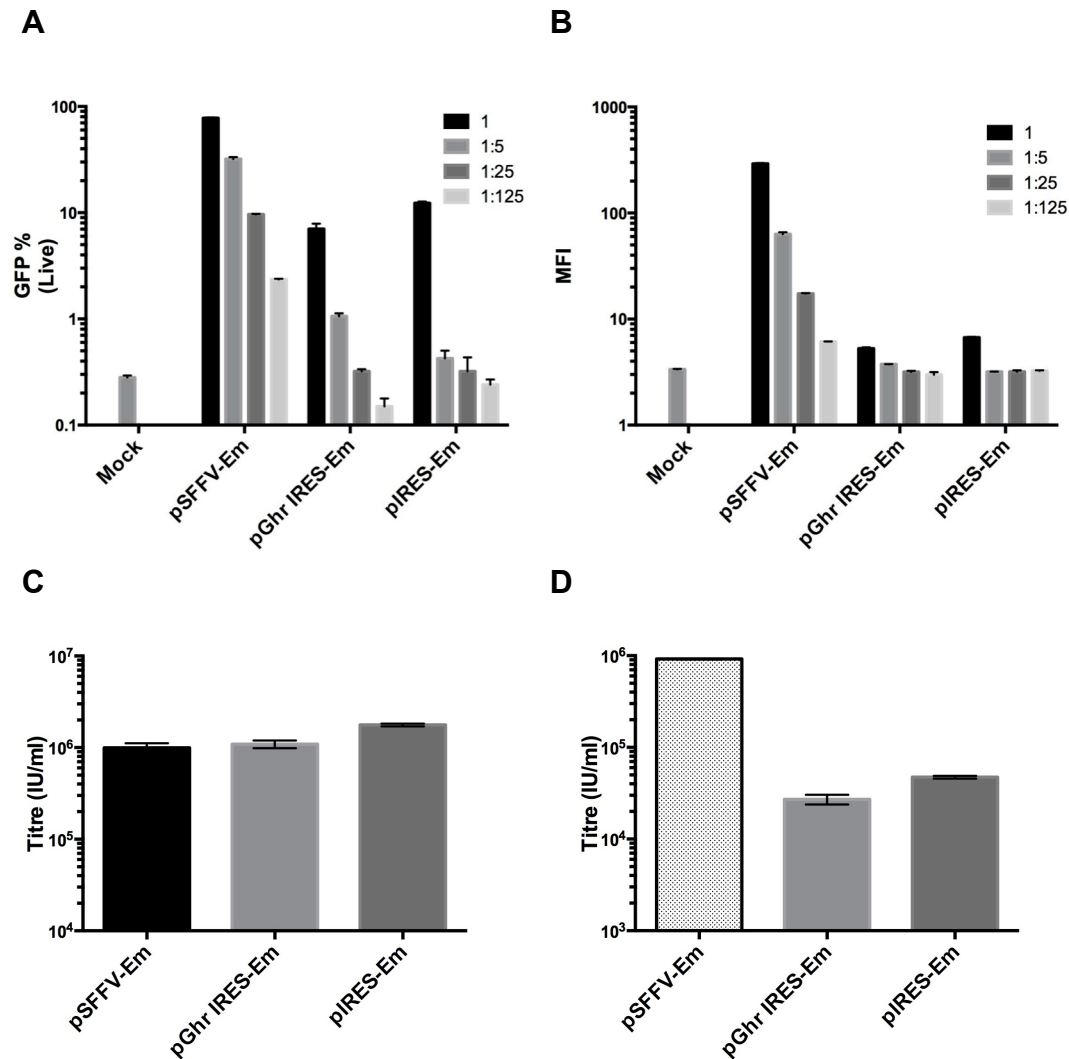 A
B
GFP %
(Live)
100
10
1
0.1
1
1:5
1:25
1:125
Mock
pSFFV-Em
pGhr IRES-Em
pIRES-Em
MFI
1000
100
10
1
1
1:5
1:25
1:125
Mock
pSFFV-Em
pGhr IRES-Em
pIRES-Em
C
D
Titre (IU/ml)
10⁷
10⁶
10⁵
10⁴
pSFFV-Em
pGhr IRES-Em
pIRES-Em
Titre (IU/ml)
10⁶
10⁵
10⁴
10³
pSFFV-Em
pGhr IRES-Em
pIRES-Em